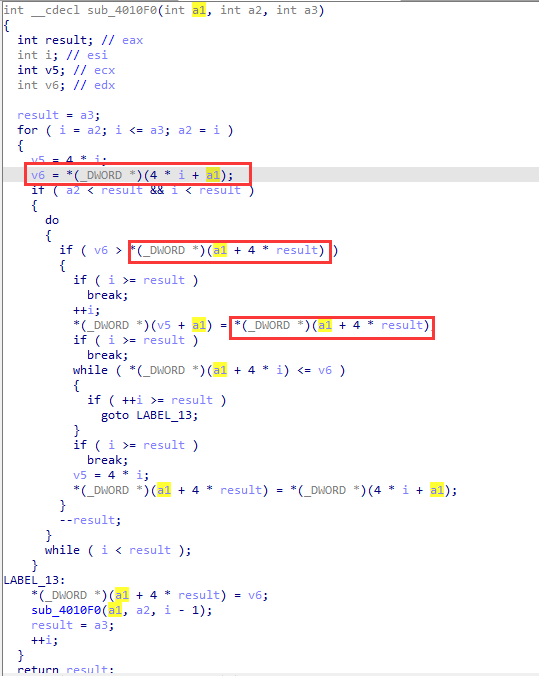 int __cdecl sub_4010F0(int a1, int a2, int a3)
{
  int result; // eax
  int i; // esi
  int v5; // ecx
  int v6; // edx

  result = a3;
  for ( i = a2; i <= a3; a2 = i )
  {
    v5 = 4 * i;
    v6 = *(_DWORD *)(4 * i + a1);
    if ( a2 < result && i < result )
    {
      do
      {
        if ( v6 > *(_DWORD *)(a1 + 4 * result) )
        {
          if ( i >= result )
            break;
          ++i;
          *(_DWORD *)(v5 + a1) = *(_DWORD *)(a1 + 4 * result)
          if ( i >= result )
            break;
          while ( *(_DWORD *)(a1 + 4 * i) <= v6 )
          {
            if ( ++i >= result )
              goto LABEL_13;
          }
          if ( i >= result )
            break;
          v5 = 4 * i;
          *(_DWORD *)(a1 + 4 * result) = *(_DWORD *)(4 * i + a1);
        }
        --result;
      }
      while ( i < result );
    }
LABEL_13:
    *(_DWORD *)(a1 + 4 * result) = v6;
    sub_4010F0(a1, a2, i - 1);
    result = a3;
    ++i;
  }
  return result;